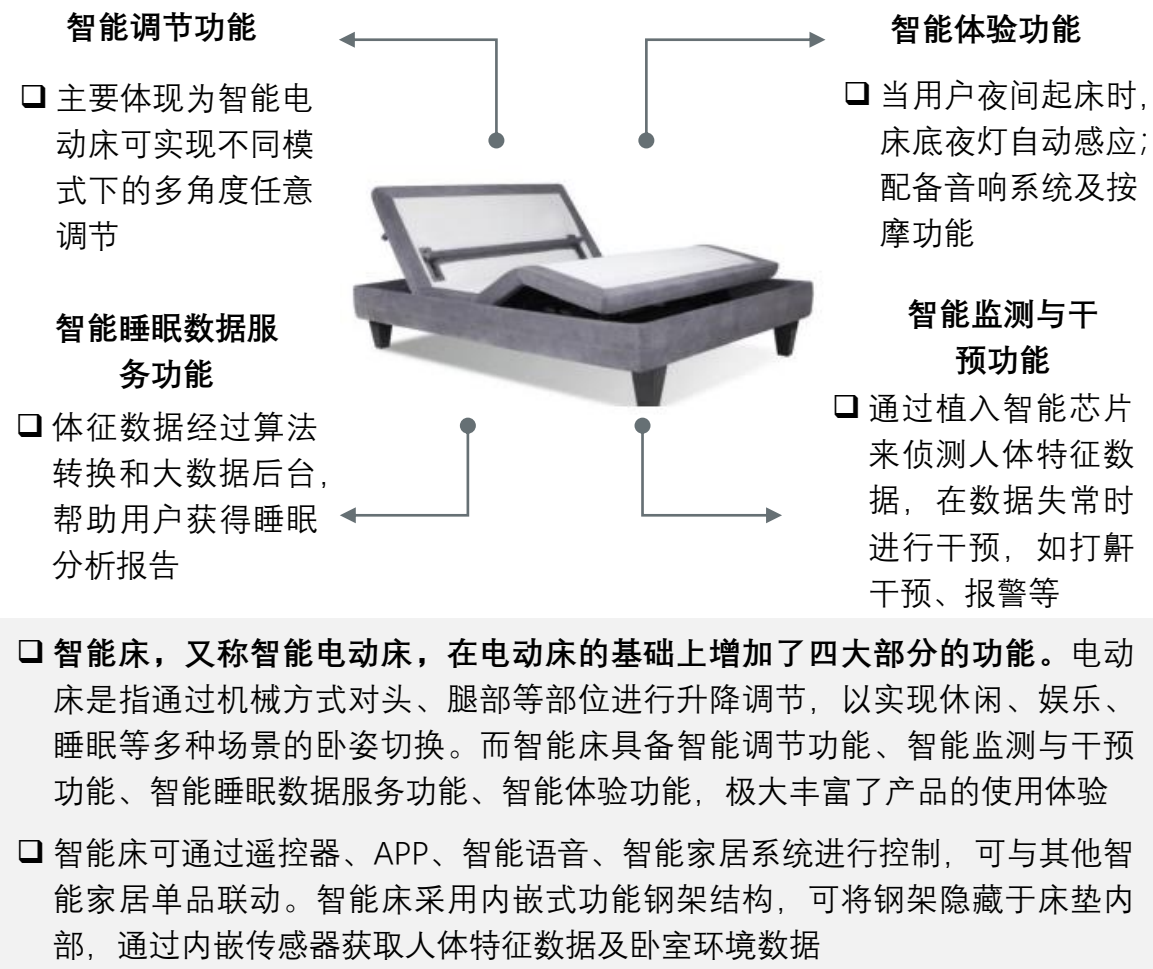 智能调节功能
主要体现为智能电
动床可实现不同模
式下的多角度任意
调节
智能体验功能
当用户夜间起床时，
床底夜灯自动感应；
配备音响系统及按
摩功能
智能睡眠数据服
务功能
体征数据经过算法
转换和大数据后台，
帮助用户获得睡眠
分析报告
智能监测与干
预功能
通过植入智能芯片
来侦测人体特征数
据，在数据失常时
进行干预，如打鼾
干预、报警等
智能床，又称智能电动床，在电动床的基础上增加了四大部分的功能。电动
床是指通过机械方式对头、腿部等部位进行升降调节，以实现休闲、娱乐、
睡眠等多种场景的卧姿切换。而智能床具备智能调节功能、智能监测与干预
功能、智能睡眠数据服务功能、智能体验功能，极大丰富了产品的使用体验
智能床可通过遥控器、APP、智能语音、智能家居系统进行控制，可与其他智
能家居单品联动。智能床采用内嵌式功能钢架结构，可将钢架隐藏于床垫内
部，通过内嵌传感器获取人体特征数据及卧室环境数据